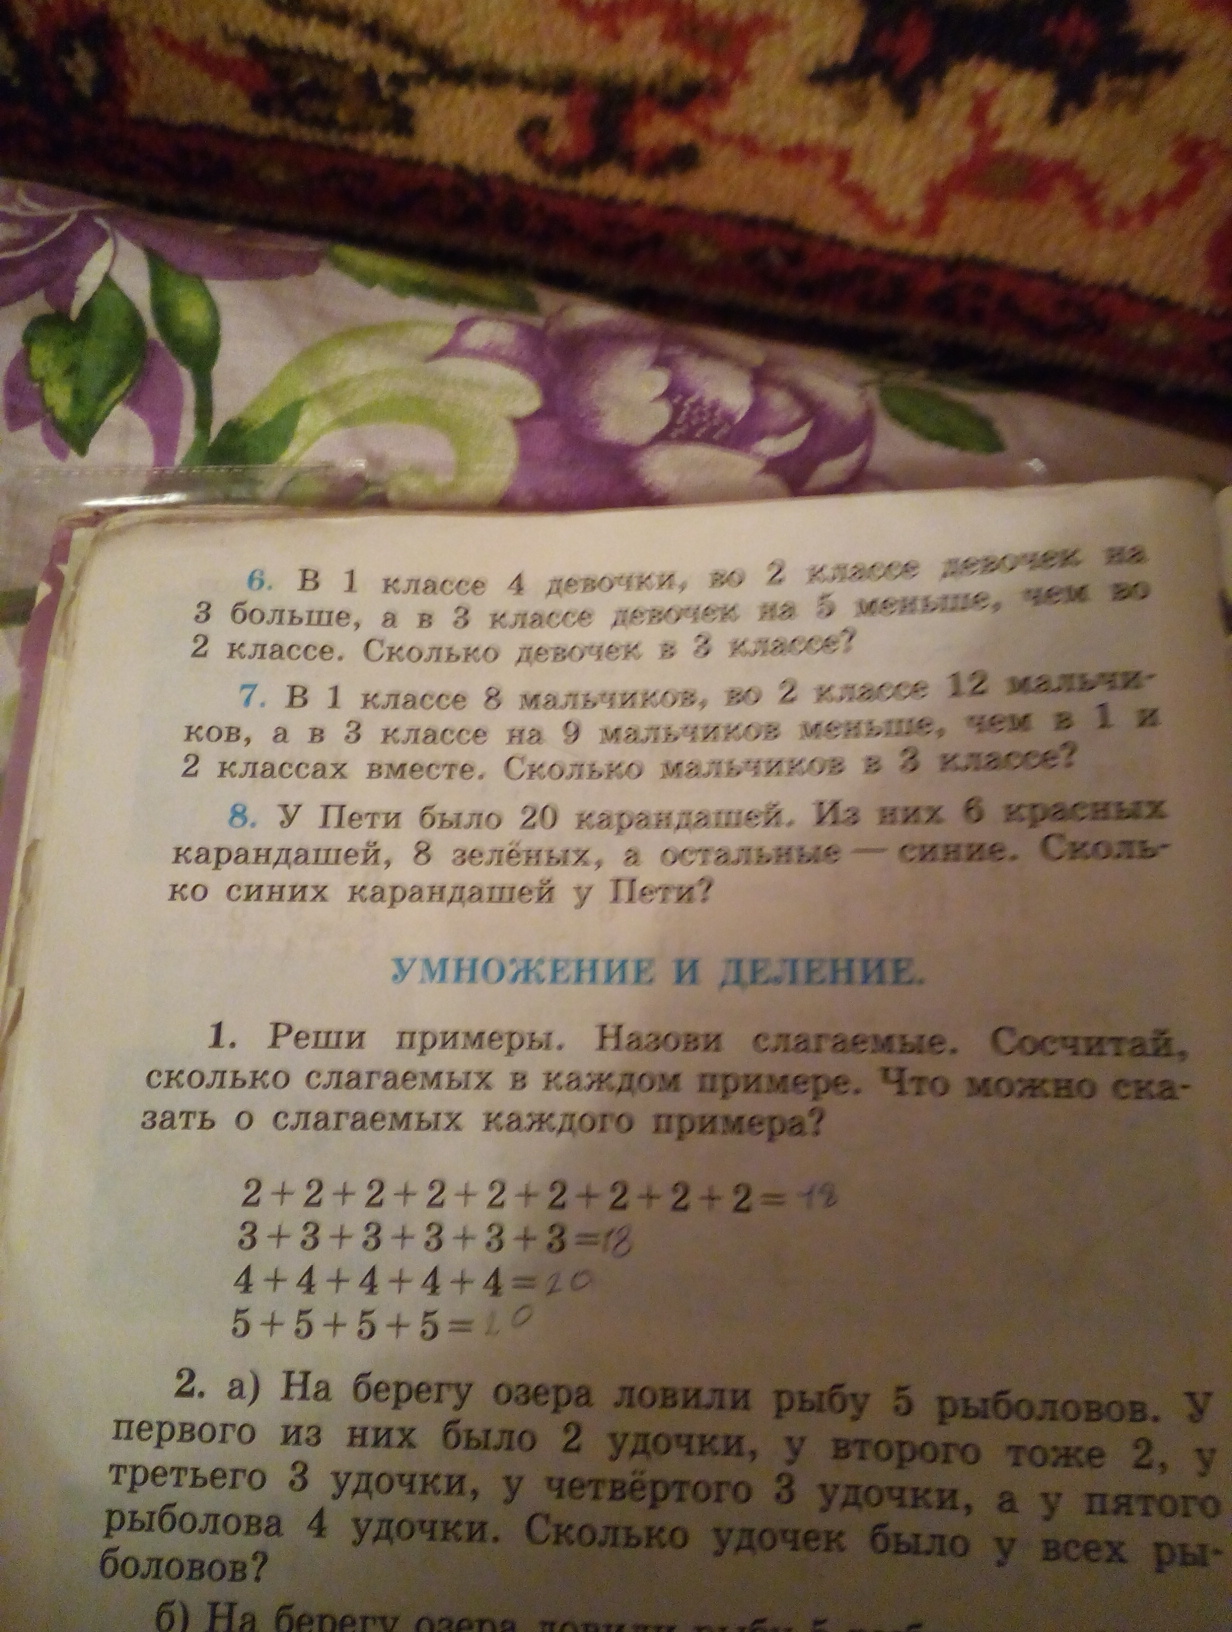 6. В 1 классе 4 девочки, во 2 классе девочек на
3 больше, а в 3 классе девочек на 5 меньше, чем во
2 классе. Сколько девочек в 3 классе?
7. В 1 классе 8 мальчиков, во 2 классе 12 мальчи-
ков, а в 3 классе на 9 мальчиков меньше, чем в 1 и
2 классах вместе. Сколько мальчиков в 3 классе?
8. У Пети было 20 карандашей. Из них 6 красных
карандашей, 8 зелёных, а остальные — синие. Сколь-
ко синих карандашей у Пети?
УМНОЖЕНИЕ И ДЕЛЕНИЕ.
1. Реши примеры. Назови слагаемые. Сосчитай,
сколько слагаемых в каждом примере. Что можно ска-
зать о слагаемых каждого примера?
2+2+2+2+2+2+2+2+2=18
3+3+3+3+3+3=18
4+4+4+4+4=20
5+5+5+5=20
2. а) На берегу озера ловили рыбу 5 рыболовов. У
первого из них было 2 удочки, у второго тоже 2, у
третьего 3 удочки, у четвёртого 3 удочки, а у пятого
рыболова 4 удочки. Сколько удочек было у всех ры-
боловов?
б) На берегу озера ловили рыбу 5